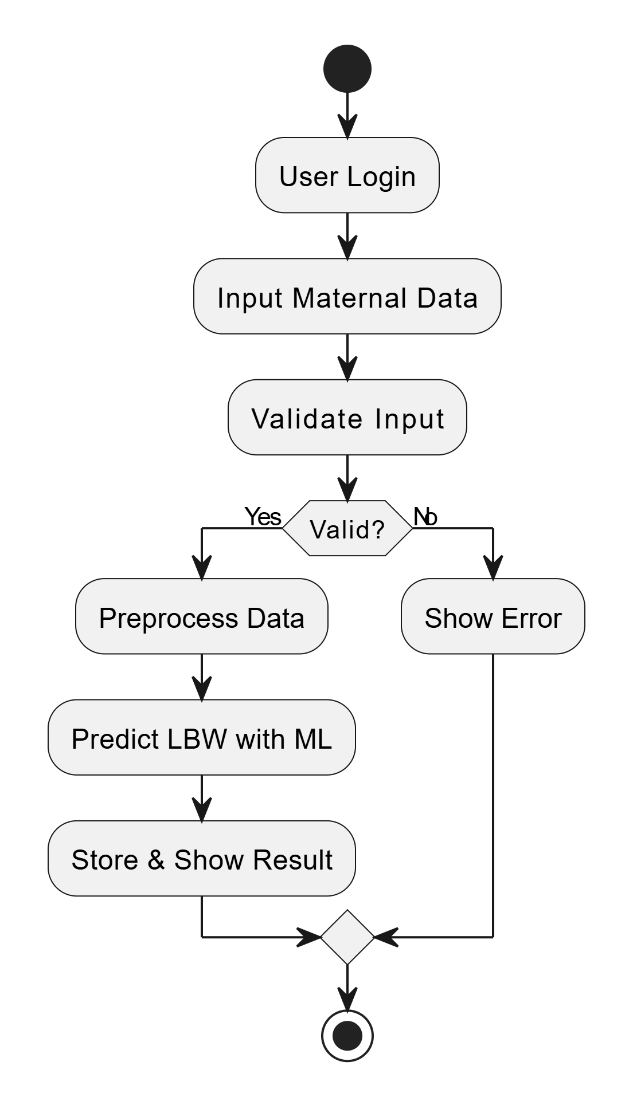 User Login
Input Maternal Data
Validate Input
Yes
Valid?
No
Preprocess Data
Show Error
Predict LBW with ML
Store & Show Result